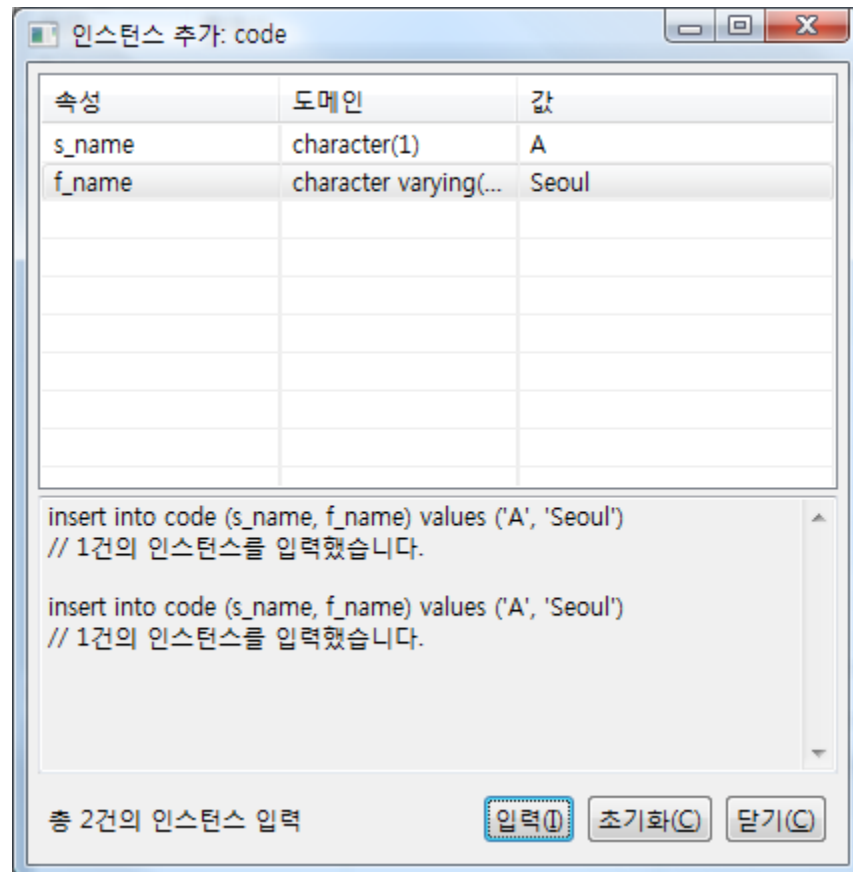 인스턴스 추가: code
속성 도메인 값
s_name character(1) A
f_name character varying(... Seoul
insert into code (s_name, f_name) values ('A', 'Seoul')
// 1건의 인스턴스를 입력했습니다.
insert into code (s_name, f_name) values ('A', 'Seoul')
// 1건의 인스턴스를 입력했습니다.
총 2건의 인스턴스 입력 입력(I) 초기화(C) 닫기(C)